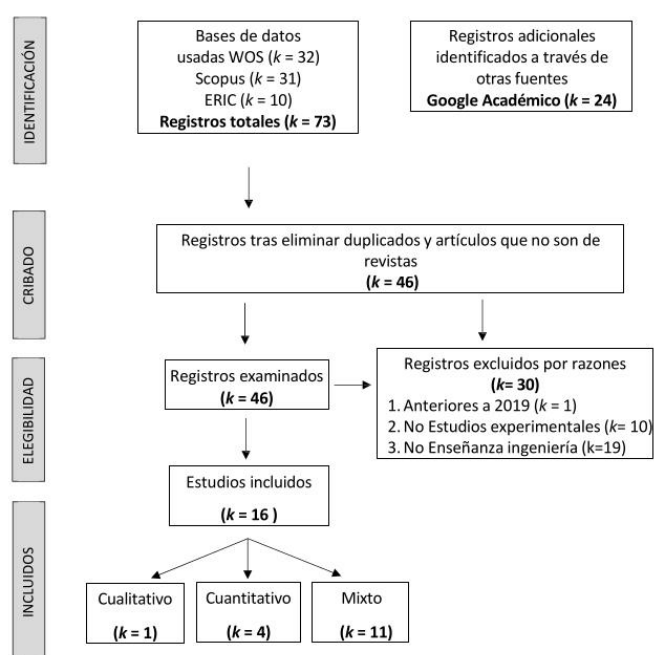 IDENTIFICACIÓN
Bases de datos
usadas WOS (k = 32)
Scopus (k = 31)
ERIC (k = 10)
Registros totales (k = 73)
Registros adicionales
identificados a través de
otras fuentes
Google Académico (k = 24)
CRIBADO
Registros tras eliminar duplicados y artículos que no son de
revistas
(k = 46)
ELEGIBILIDAD
Registros examinados
(k = 46)
Registros excluidos por razones
(k= 30)
1. Anteriores a 2019 (k = 1)
2. No Estudios experimentales (k= 10)
3. No Enseñanza ingeniería (k=19)
Estudios incluidos
(k = 16 )
INCLUIDOS
Cualitativo
(k = 1)
Cuantitativo
(k = 4)
Mixto
(k = 11)